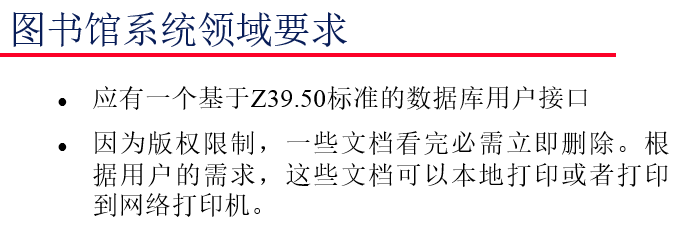 图书馆系统领域要求
• 应有一个基于Z39.50标准的数据库用户接口
• 因为版权限制，一些文档看完必需立即删除。根
据用户的需求，这些文档可以本地打印或者打印
到网络打印机。